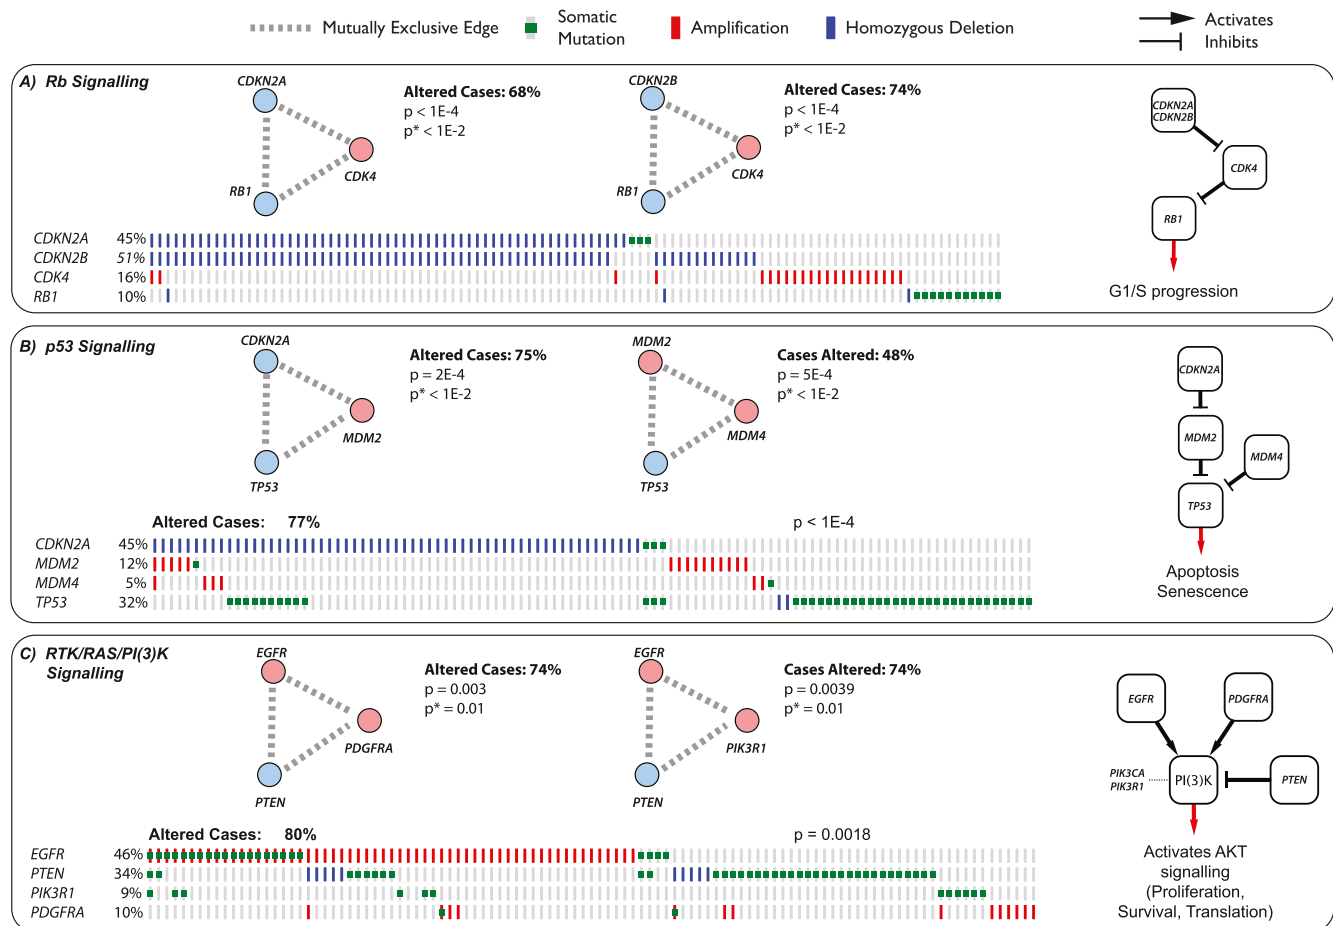 Mutually Exclusive Edge
Somatic
Mutation
Amplification
Homozygous Deletion
Activates
Inhibits
A) Rb Signalling
CDKN2A
CDK4
RB1
Altered Cases: 68%
p < 1E-4
p* < 1E-2
CDKN2B
CDK4
RB1
Altered Cases: 74%
p < 1E-4
p* < 1E-2
CDKN2A 45%
CDKN2B 51%
CDK4 16%
RB1 10%
CDKN2A
CDKN2B
CDK4
RB1
G1/S progression
B) p53 Signalling
CDKN2A
MDM2
TP53
Altered Cases: 75%
p = 2E-4
p* < 1E-2
MDM2
MDM4
TP53
Cases Altered: 48%
p = 5E-4
p* < 1E-2
Altered Cases: 77%
p < 1E-4
CDKN2A 45%
MDM2 12%
MDM4 5%
TP53 32%
CDKN2A
MDM2
MDM4
TP53
Apoptosis
Senescence
C) RTK/RAS/PI(3)K
Signalling
EGFR
PDGFRA
PTEN
Altered Cases: 74%
p = 0.003
p* = 0.01
EGFR
PIK3R1
PTEN
Cases Altered: 74%
p = 0.0039
p* = 0.01
Altered Cases: 80%
p = 0.0018
EGFR 46%
PTEN 34%
PIK3R1 9%
PDGFRA 10%
EGFR
PDGFRA
PIK3CA
PIK3R1
PI(3)K
PTEN
Activates AKT
signalling
(Proliferation,
Survival, Translation)